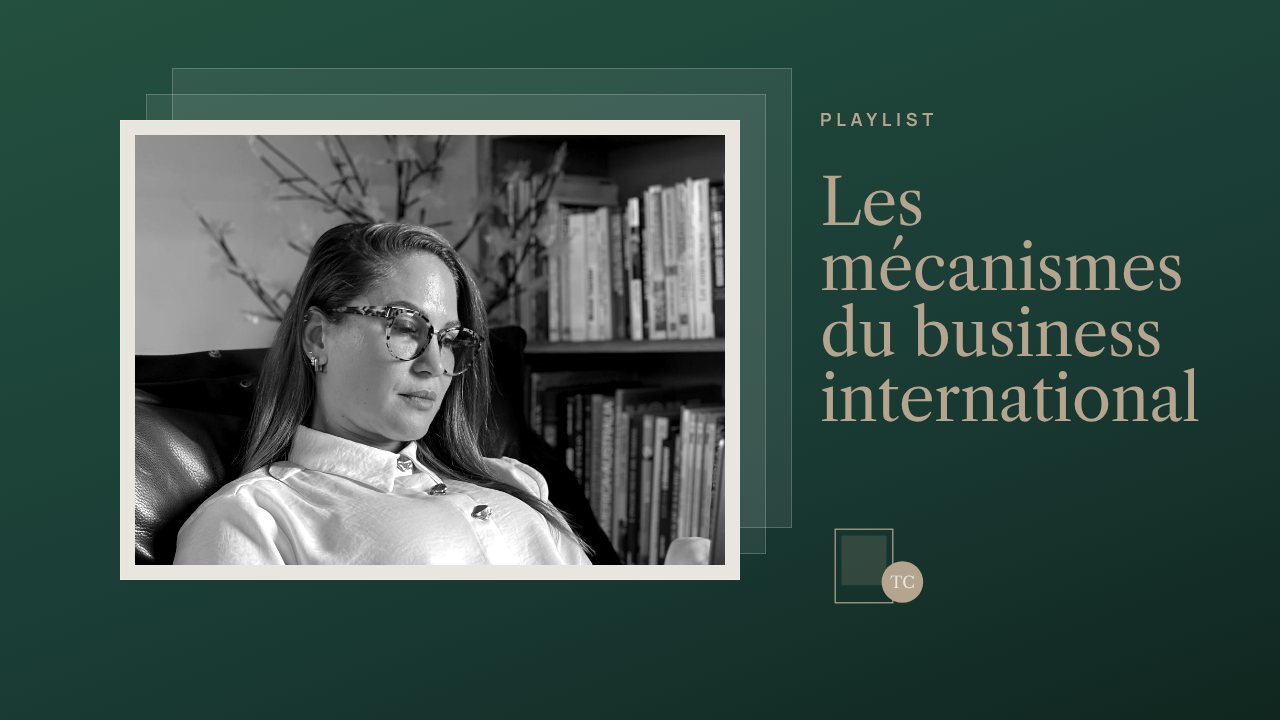 PLAYLIST
Les
mécanismes
du business
international
TC